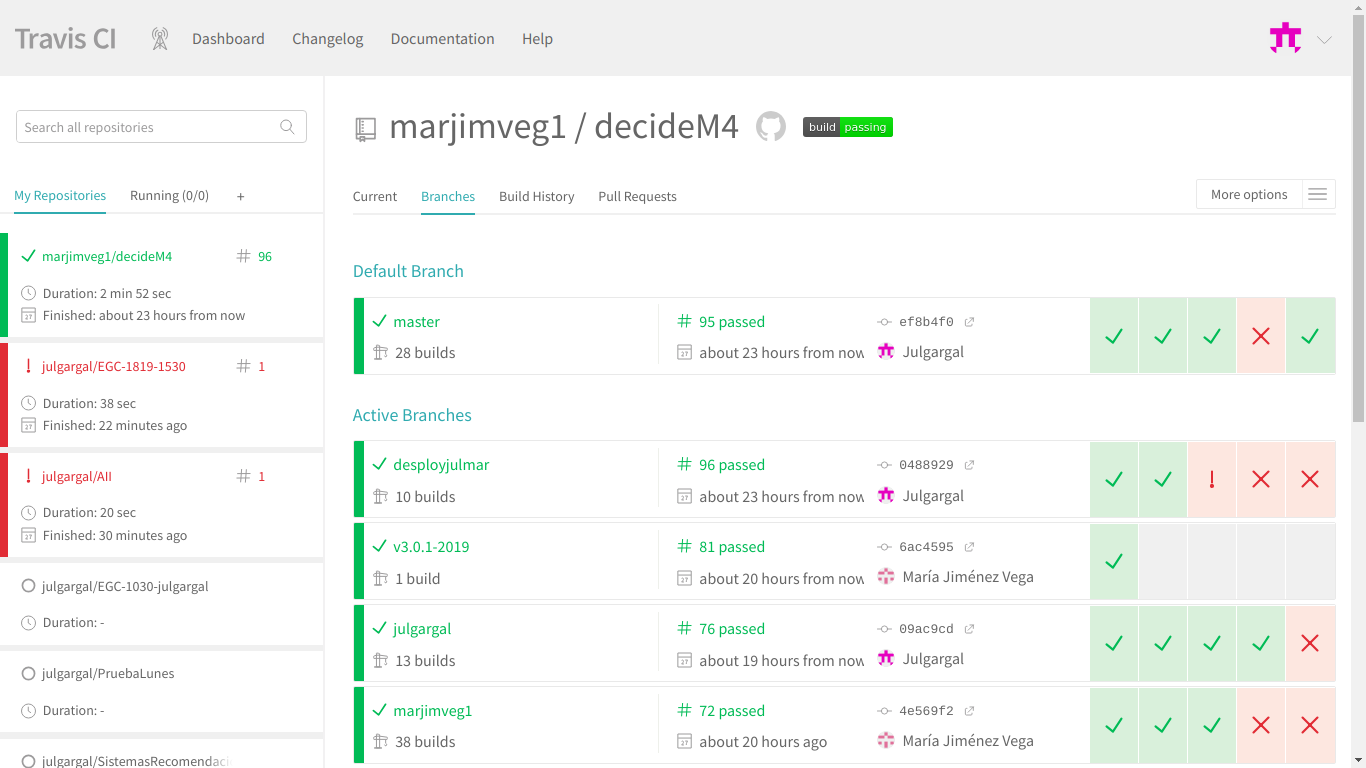 Travis CI
Dashboard
Changelog
Documentation
Help
Search all repositories
My Repositories
Running (0/0)
+
marjimveg1/decideM4
# 96
Duration: 2 min 52 sec
Finished: about 23 hours from now
! julgargal/EGC-1819-1530
# 1
Duration: 38 sec
Finished: 22 minutes ago
! julgargal/AII
# 1
Duration: 20 sec
Finished: 30 minutes ago
julgargal/EGC-1030-julgargal
Duration: -
julgargal/PruebaLunes
Duration: -
julgargal/SistemasRecomendaci
marjimveg1 / decideM4
build passing
Current
Branches
Build History
Pull Requests
More options
Default Branch
master
# 95 passed
ef8b4f0
28 builds
27 about 23 hours from now
Julgargal
Active Branches
desployjulmar
# 96 passed
0488929
10 builds
27 about 23 hours from now
Julgargal
v3.0.1-2019
# 81 passed
6ac4595
1 build
27 about 20 hours from now
María Jiménez Vega
julgargal
# 76 passed
09ac9cd
13 builds
27 about 19 hours from now
Julgargal
marjimveg1
# 72 passed
4e569f2
38 builds
27 about 20 hours ago
María Jiménez Vega